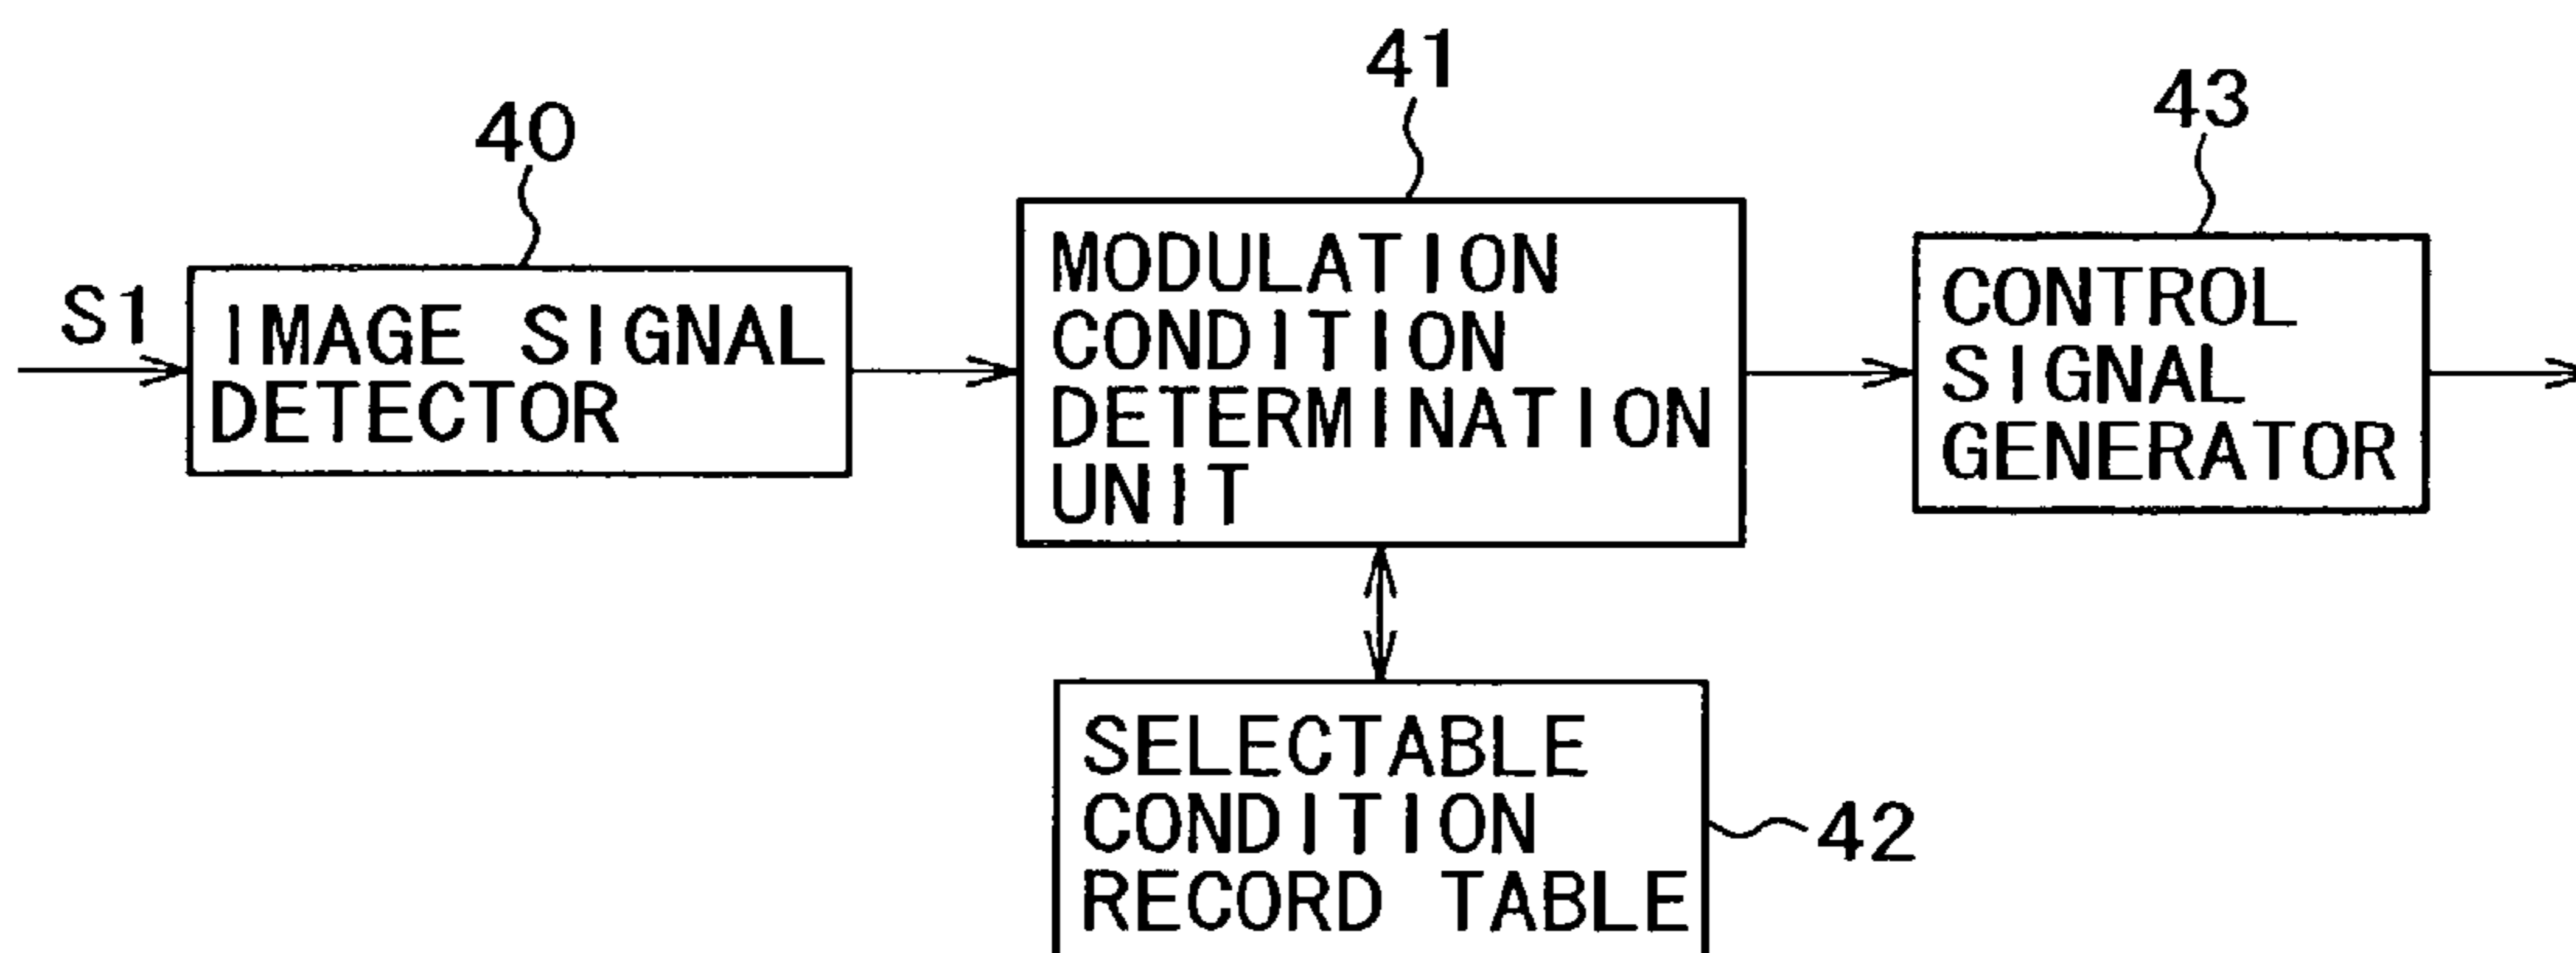 41
43
40
S1
IMAGE SIGNAL
DETECTOR
MODULATION
CONDITION
DETERMINATION
UNIT
CONTROL
SIGNAL
GENERATOR
SELECTABLE
CONDITION
RECORD TABLE
42